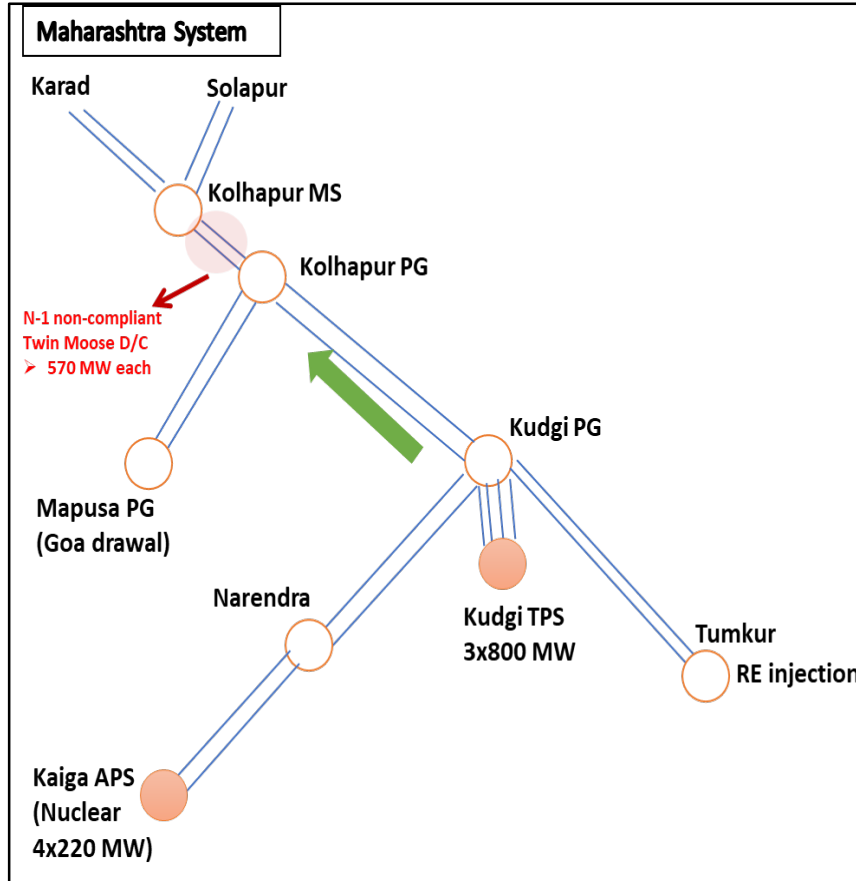 Maharashtra System
Karad
Solapur
Kolhapur MS
Kolhapur PG
N-1 non-compliant
Twin Moose D/C
➢ 570 MW each
Kudgi PG
Mapusa PG
(Goa drawal)
Narendra
Kudgi TPS
3x800 MW
Tumkur
RE injection
Kaiga APS
(Nuclear
4x220 MW)